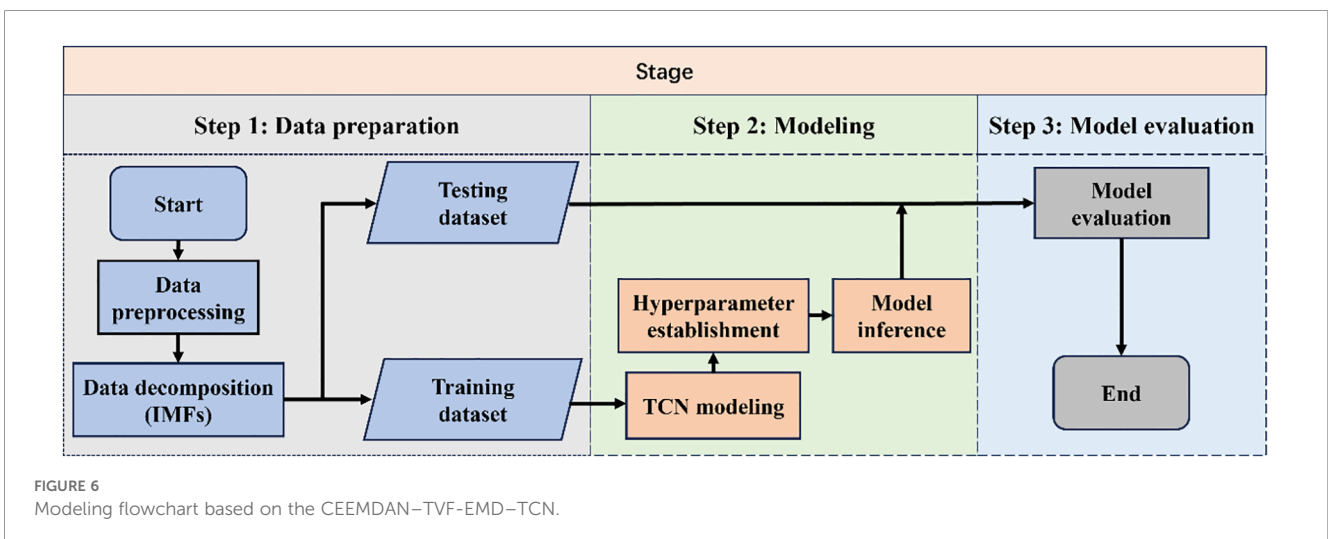 Stage
Step 1: Data preparation
Step 2: Modeling
Step 3: Model evaluation
Start
Data
preprocessing
Data decomposition
(IMFs)
Testing
dataset
Training
dataset
Hyperparameter
establishment
TCN modeling
Model
inference
Model
evaluation
End
FIGURE 6
Modeling flowchart based on the CEEMDAN–TVF-EMD–TCN.